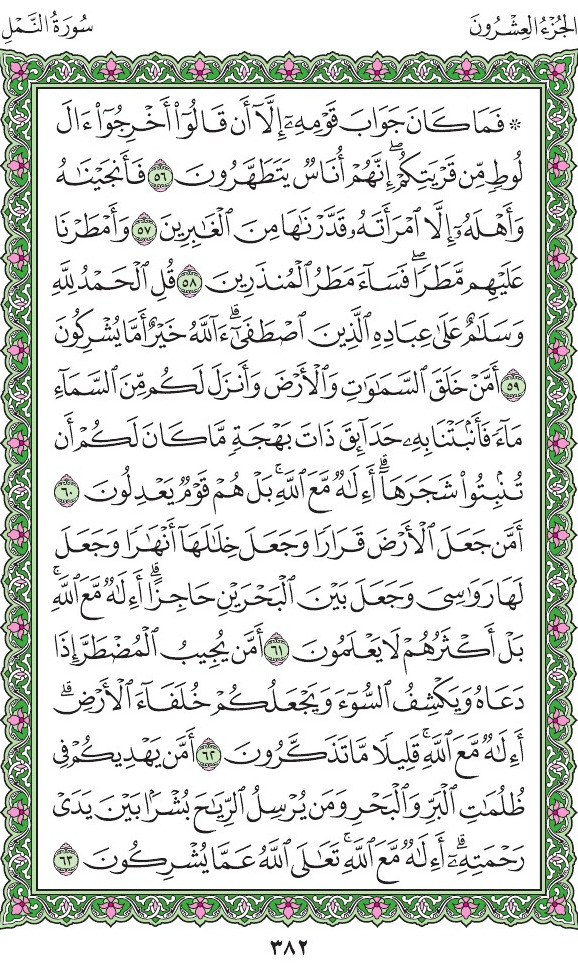 الجُزْءُ العِشْرُونَ
سُورَةُ النَّمْلِ
۞ فَمَا كَانَ جَوَابَ قَوْمِهِۦٓ إِلَّآ أَن قَالُوٓا۟ أَخْرِجُوٓا۟ ءَالَ
لُوطٍ مِّن قَرْيَتِكُمْ ۖ إِنَّهُمْ أُنَاسٌ يَتَطَهَّرُونَ ٥٦ فَأَنجَيْنَـٰهُ
وَأَهْلَهُۥٓ إِلَّا ٱمْرَأَتَهُۥ قَدَّرْنَـٰهَا مِنَ ٱلْغَـٰبِرِينَ ٥٧ وَأَمْطَرْنَا
عَلَيْهِم مَّطَرًا ۖ فَسَآءَ مَطَرُ ٱلْمُنذَرِينَ ٥٨ قُلِ ٱلْحَمْدُ لِلَّهِ
وَسَلَـٰمٌ عَلَىٰ عِبَادِهِ ٱلَّذِينَ ٱصْطَفَىٰٓ ۗ ءَآللَّهُ خَيْرٌ أَمَّا يُشْرِكُونَ
٥٩ أَمَّنْ خَلَقَ ٱلسَّمَـٰوَٰتِ وَٱلْأَرْضَ وَأَنزَلَ لَكُم مِّنَ ٱلسَّمَآءِ
مَآءً فَأَنۢبَتْنَا بِهِۦ حَدَآئِقَ ذَاتَ بَهْجَةٍ مَّا كَانَ لَكُمْ أَن
تُنۢبِتُوا۟ شَجَرَهَآ ۗ أَءِلَـٰهٌ مَّعَ ٱللَّهِ ۚ بَلْ هُمْ قَوْمٌ يَعْدِلُونَ ٦٠
أَمَّن جَعَلَ ٱلْأَرْضَ قَرَارًا وَجَعَلَ خِلَـٰلَهَآ أَنْهَـٰرًا وَجَعَلَ
لَهَا رَوَٰسِىَ وَجَعَلَ بَيْنَ ٱلْبَحْرَيْنِ حَاجِزًا ۗ أَءِلَـٰهٌ مَّعَ ٱللَّهِ ۚ
بَلْ أَكْثَرُهُمْ لَا يَعْلَمُونَ ٦١ أَمَّن يُجِيبُ ٱلْمُضْطَرَّ إِذَا
دَعَاهُ وَيَكْشِفُ ٱلسُّوٓءَ وَيَجْعَلُكُمْ خُلَفَآءَ ٱلْأَرْضِ ۗ
أَءِلَـٰهٌ مَّعَ ٱللَّهِ ۚ قَلِيلًا مَّا تَذَكَّرُونَ ٦٢ أَمَّن يَهْدِيكُمْ فِى
ظُلُمَـٰتِ ٱلْبَرِّ وَٱلْبَحْرِ وَمَن يُرْسِلُ ٱلرِّيَـٰحَ بُشْرًۢا بَيْنَ يَدَىْ
رَحْمَتِهِۦٓ ۗ أَءِلَـٰهٌ مَّعَ ٱللَّهِ ۚ تَعَـٰلَى ٱللَّهُ عَمَّا يُشْرِكُونَ ٦٣
٣٨٢